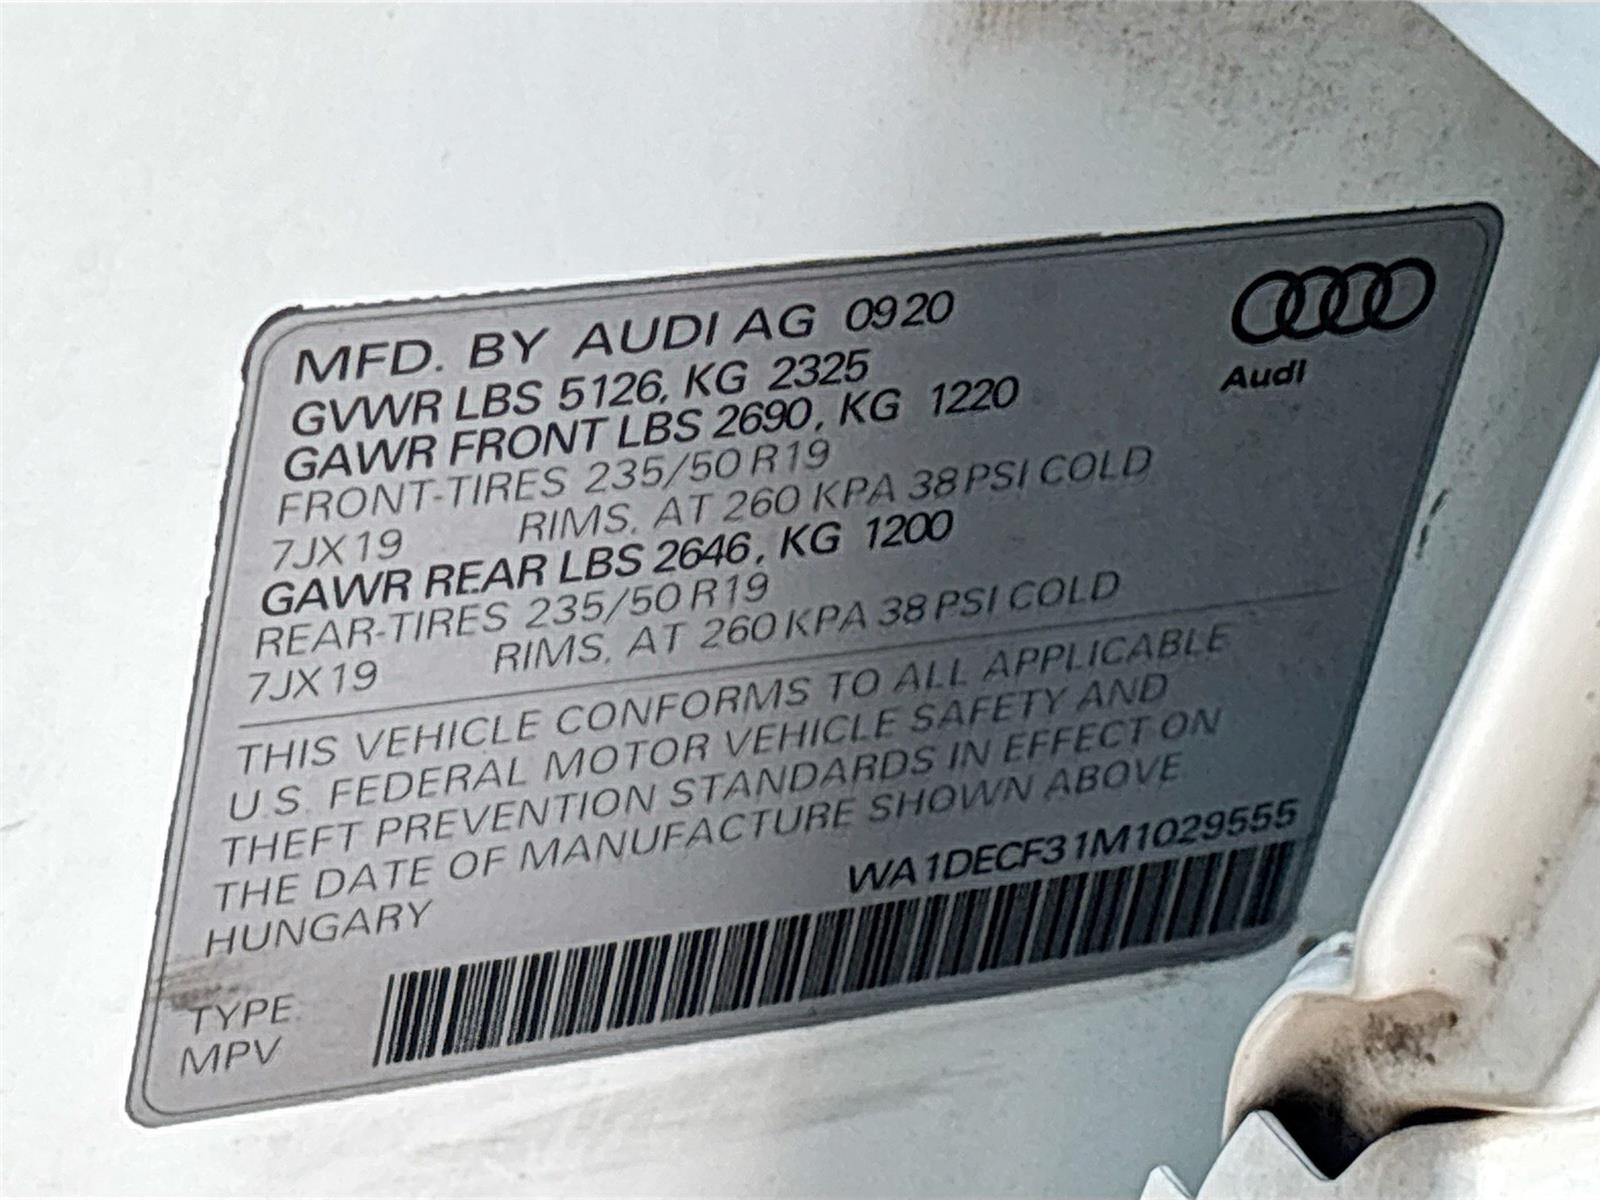 MFD. BY AUDI AG 0920
GVWR LBS 5126, KG 2325
GAWR FRONT LBS 2690, KG 1220
FRONT-TIRES 235/50 R19
7JX19 RIMS, AT 260 KPA 38 PSI COLD
GAWR REAR LBS 2646, KG 1200
REAR-TIRES 235/50 R19
7JX19 RIMS, AT 260 KPA 38 PSI COLD
Audi
THIS VEHICLE CONFORMS TO ALL APPLICABLE
U.S. FEDERAL MOTOR VEHICLE SAFETY AND
THEFT PREVENTION STANDARDS IN EFFECT ON
THE DATE OF MANUFACTURE SHOWN ABOVE
HUNGARY
WA1DECF31M1029555
TYPE
MPV